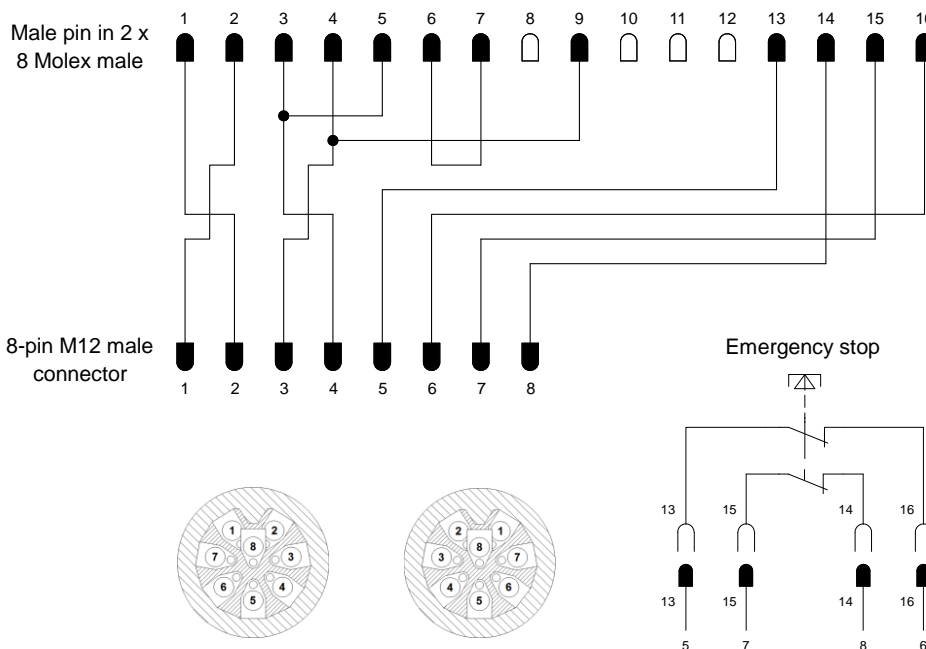 1 2 3 4 5 6 7 8 9 10 11 12 13 14 15 16
Male pin in 2 x
8 Molex male
8-pin M12 male
connector
1 2 3 4 5 6 7 8
Emergency stop
1 2 3 4 5 6 7 8
2 1 7 6 5 4 3 8
13 15 14 16
13 15 14 16
5 7 8 6